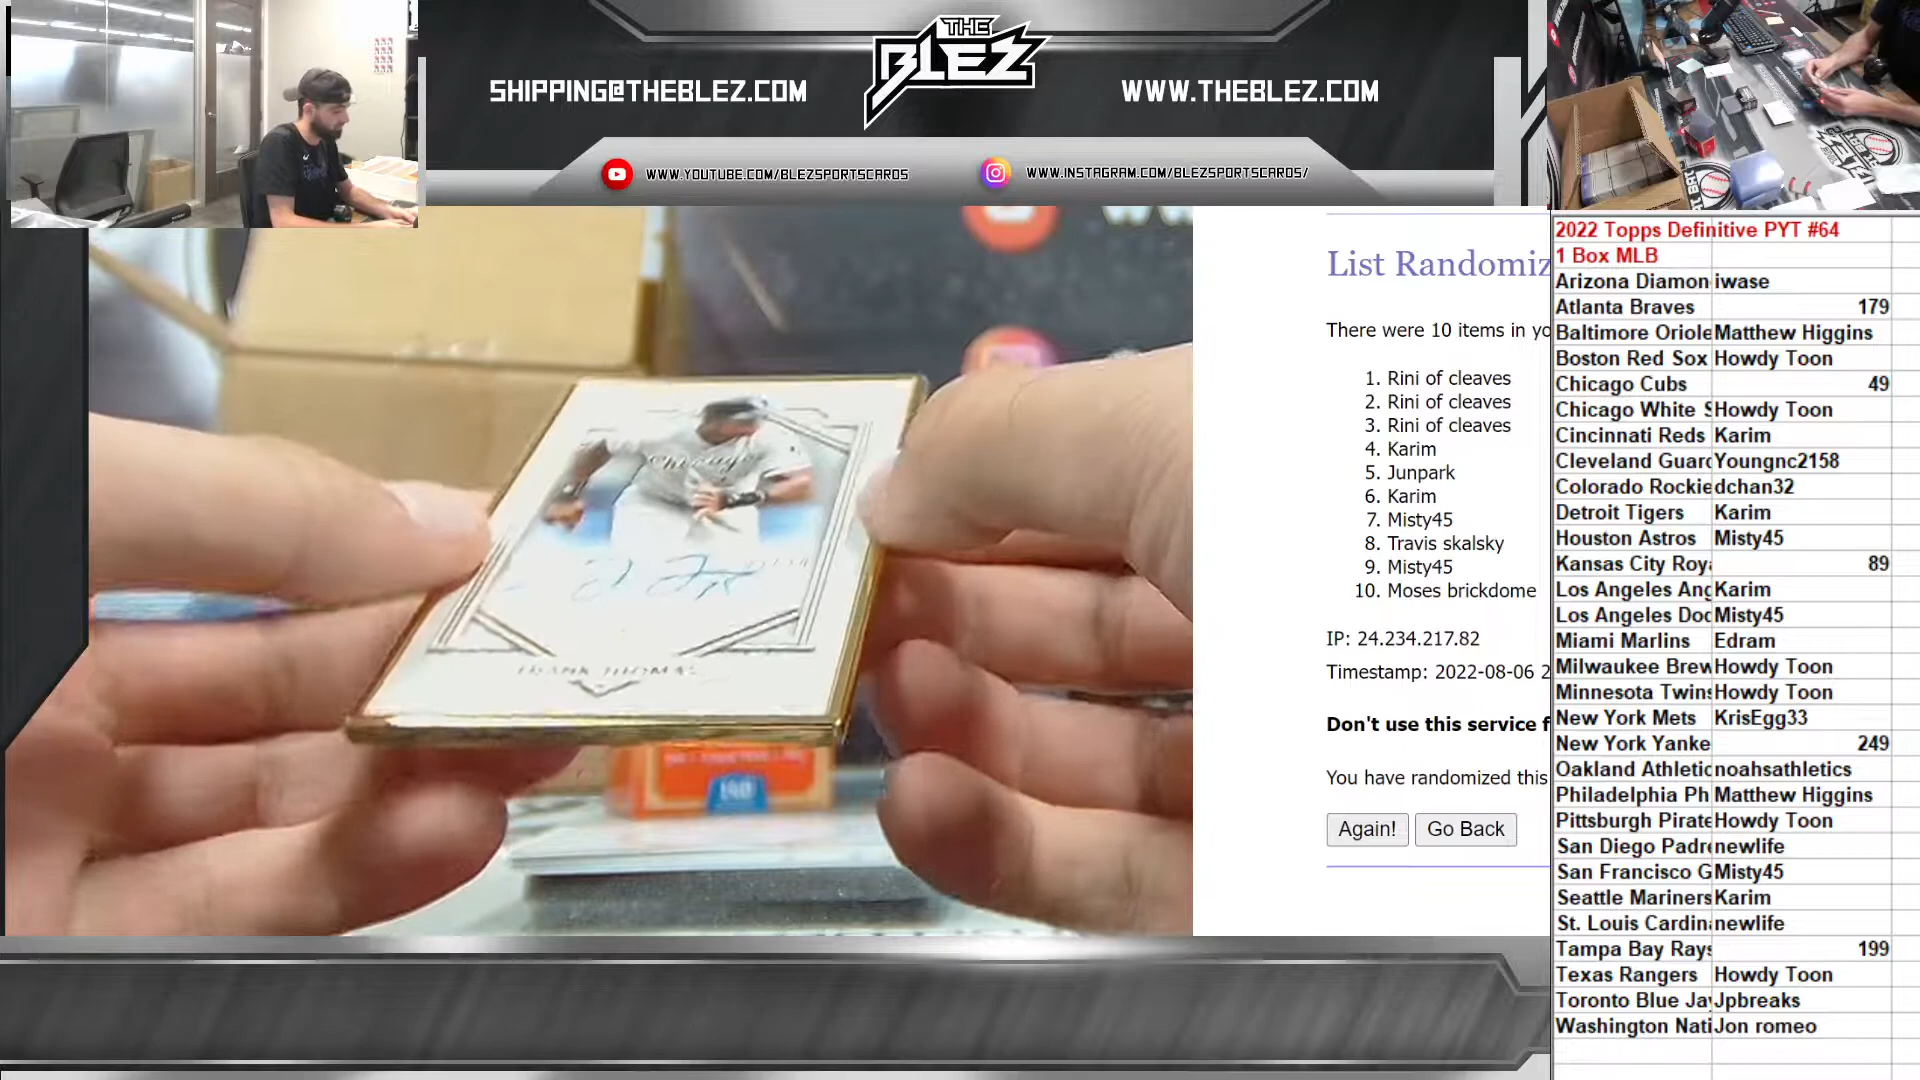 THE
BLEZ
SHIPPING@THEBLEZ.COM
WWW.THEBLEZ.COM
WWW.YOUTUBE.COM/BLEZSPORTSCARDS
WWW.INSTAGRAM.COM/BLEZSPORTSCARDS/
Chicago
FRANK THOMAS
List Randomiz
There were 10 items in yo
1. Rini of cleaves
2. Rini of cleaves
3. Rini of cleaves
4. Karim
5. Junpark
6. Karim
7. Misty45
8. Travis skalsky
9. Misty45
10. Moses brickdome
IP: 24.234.217.82
Timestamp: 2022-08-06 2
Don't use this service f
You have randomized this
Again! Go Back
2022 Topps Definitive PYT #64
1 Box MLB
Arizona Diamon iwase
Atlanta Braves 179
Baltimore Oriole Matthew Higgins
Boston Red Sox Howdy Toon
Chicago Cubs 49
Chicago White S Howdy Toon
Cincinnati Reds Karim
Cleveland Guard Youngnc2158
Colorado Rockie dchan32
Detroit Tigers Karim
Houston Astros Misty45
Kansas City Roya 89
Los Angeles Ang Karim
Los Angeles Dod Misty45
Miami Marlins Edram
Milwaukee Brew Howdy Toon
Minnesota Twins Howdy Toon
New York Mets KrisEgg33
New York Yanke 249
Oakland Athletic noahsathletics
Philadelphia Ph Matthew Higgins
Pittsburgh Pirate Howdy Toon
San Diego Padre newlife
San Francisco G Misty45
Seattle Mariners Karim
St. Louis Cardina newlife
Tampa Bay Rays 199
Texas Rangers Howdy Toon
Toronto Blue Jay Jpbreaks
Washington Nati Jon romeo